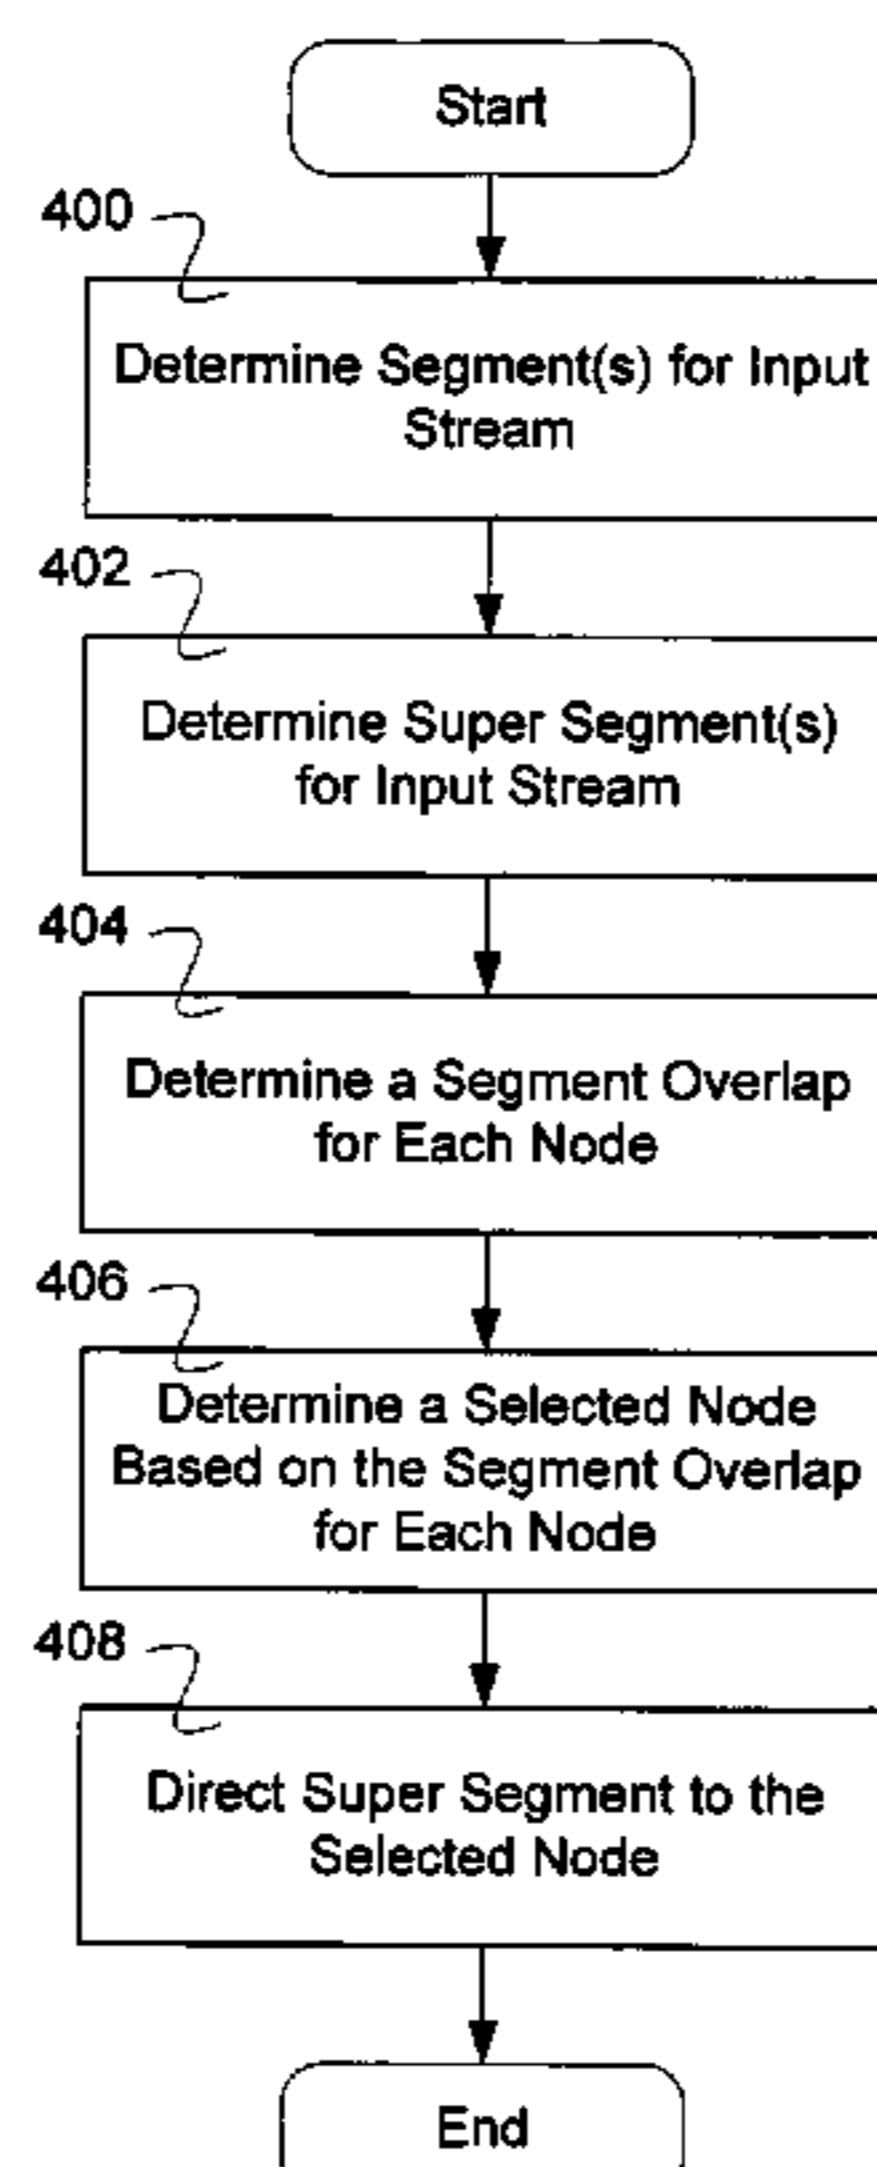 Start
400
Determine Segment(s) for Input
Stream
402
Determine Super Segment(s)
for Input Stream
404
Determine a Segment Overlap
for Each Node
406
Determine a Selected Node
Based on the Segment Overlap
for Each Node
408
Direct Super Segment to the
Selected Node
End